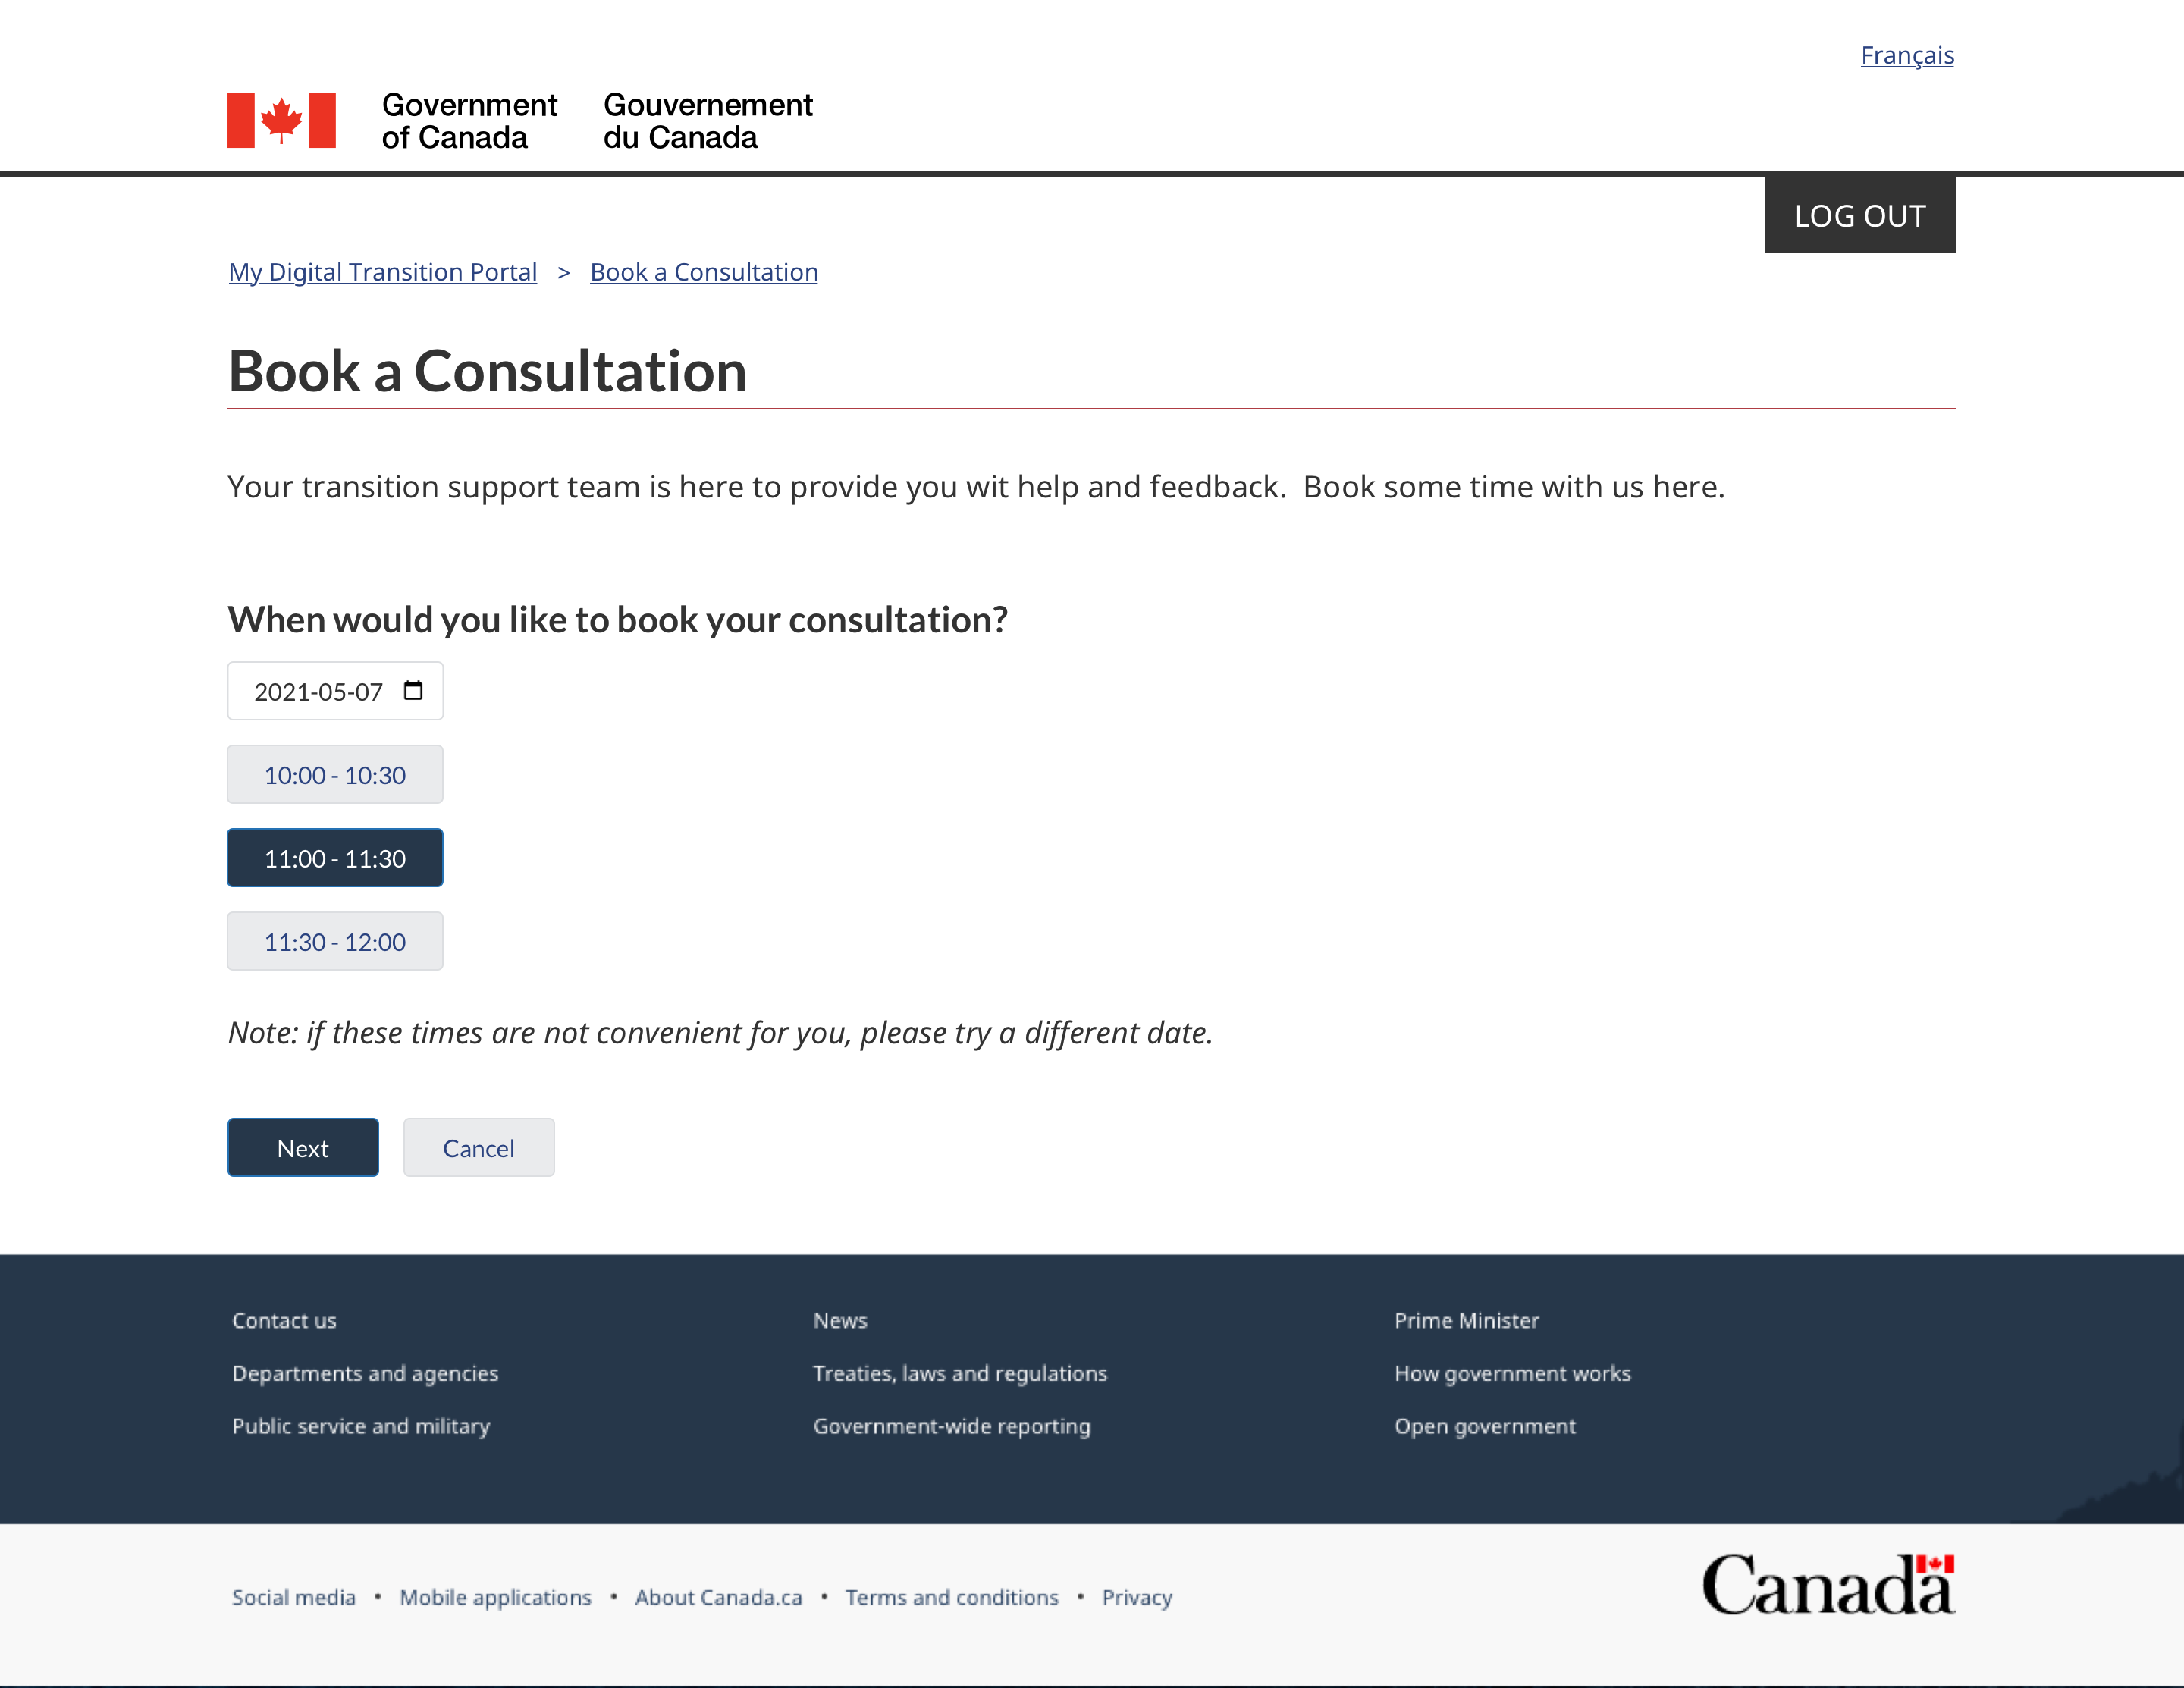 Français
Government of Canada
Gouvernement du Canada
LOG OUT
My Digital Transition Portal > Book a Consultation
Book a Consultation
Your transition support team is here to provide you wit help and feedback.  Book some time with us here.
When would you like to book your consultation?
2021-05-07
10:00 - 10:30
11:00 - 11:30
11:30 - 12:00
Note: if these times are not convenient for you, please try a different date.
Next Cancel
Contact us News Prime Minister
Departments and agencies Treaties, laws and regulations How government works
Public service and military Government-wide reporting Open government
Social media • Mobile applications • About Canada.ca • Terms and conditions • Privacy
Canada